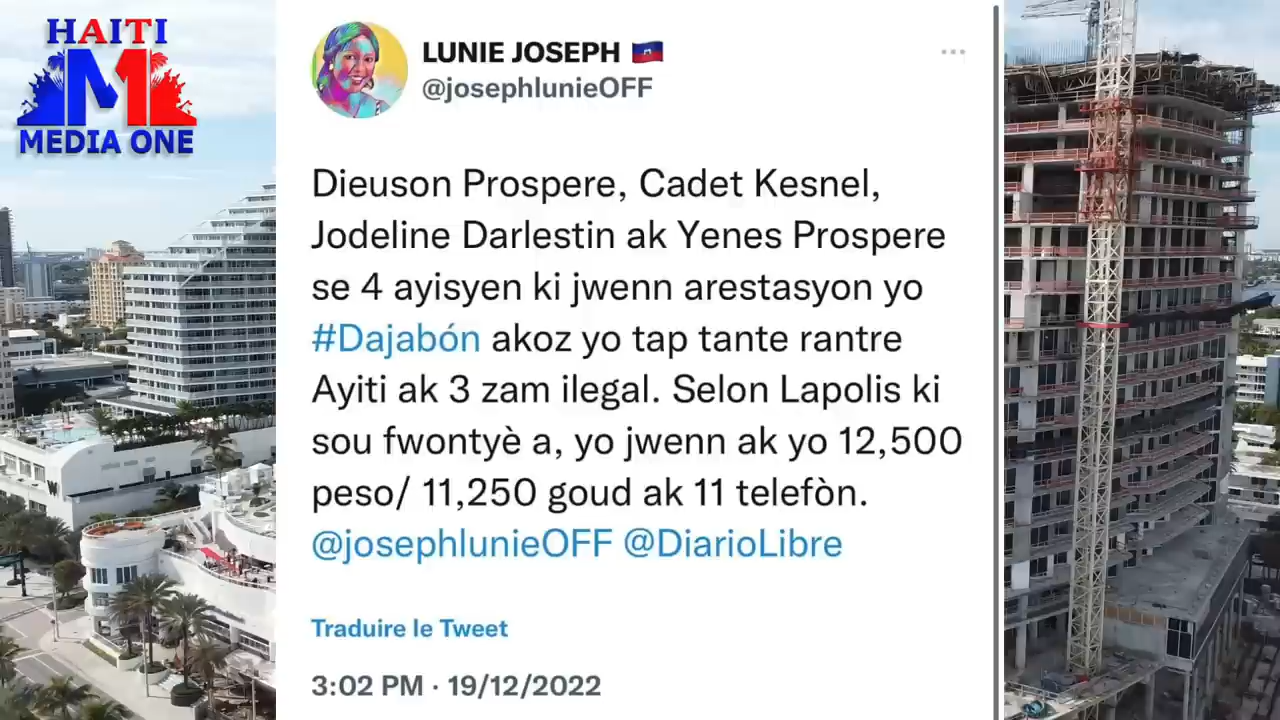 HAITI
M
MEDIA ONE
LUNIE JOSEPH 🇭🇹
@josephlunieOFF
Dieuson Prospere, Cadet Kesnel,
Jodeline Darlestin ak Yenes Prospere
se 4 ayisyen ki jwenn arestasyon yo
#Dajabón akoz yo tap tante rantre
Ayiti ak 3 zam ilegal. Selon Lapolis ki
sou fwontyè a, yo jwenn ak yo 12,500
peso/ 11,250 goud ak 11 telefòn.
@josephlunieOFF @DiarioLibre
Traduire le Tweet
3:02 PM · 19/12/2022